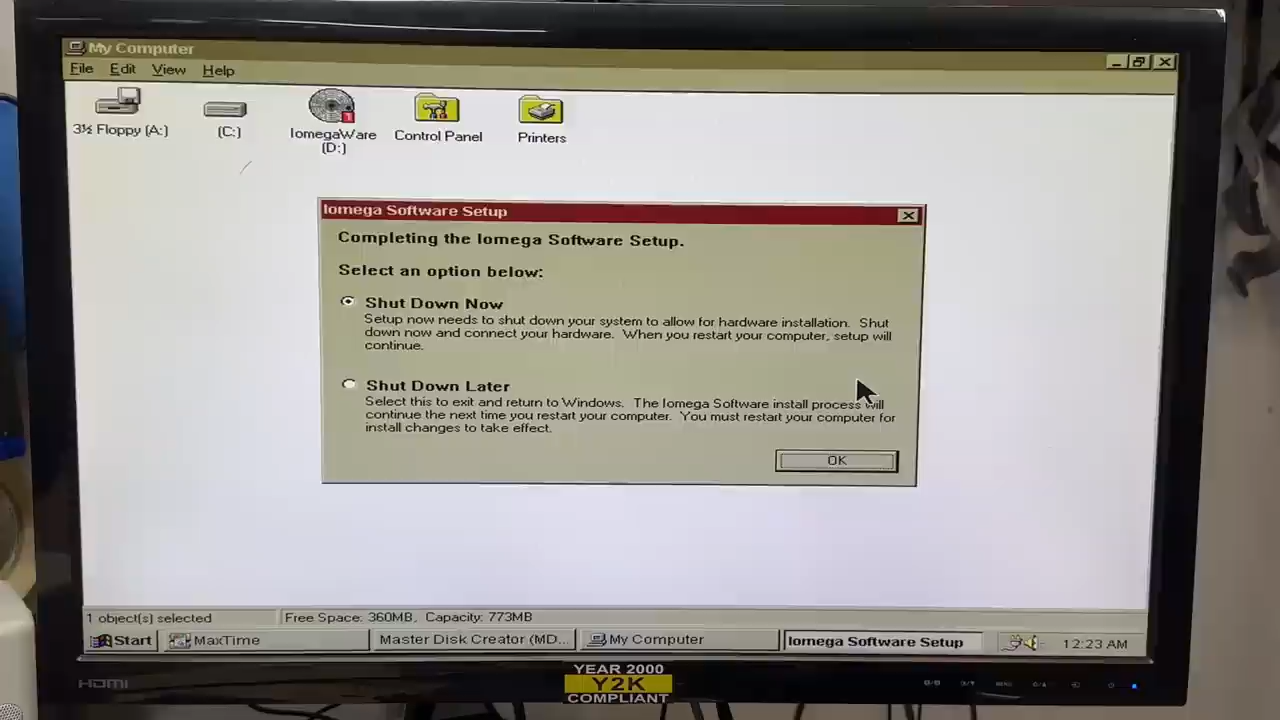 My Computer
File Edit View Help
3½ Floppy (A:)
(C:)
IomegaWare
(D:)
Control Panel
Printers
Iomega Software Setup
Completing the Iomega Software Setup.
Select an option below:
Shut Down Now
Setup now needs to shut down your system to allow for hardware installation. Shut
down now and connect your hardware. When you restart your computer, setup will
continue.
Shut Down Later
Select this to exit and return to Windows. The Iomega Software install process will
continue the next time you restart your computer. You must restart your computer for
install changes to take effect.
OK
1 object(s) selected
Free Space: 360MB, Capacity: 773MB
Start
MaxTime
Master Disk Creator (MD...
My Computer
Iomega Software Setup
12:23 AM
HDMI
YEAR 2000
Y2K
COMPLIANT